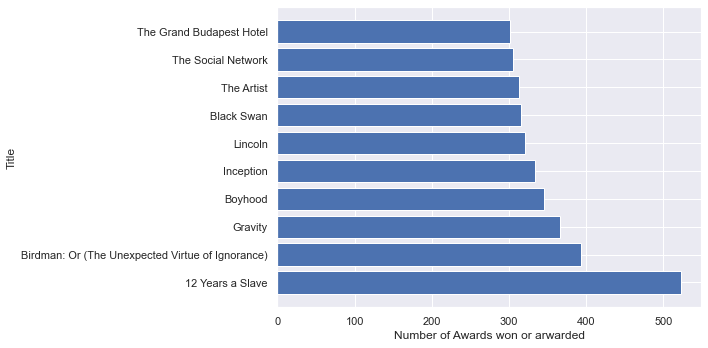 The Grand Budapest Hotel
The Social Network
The Artist
Black Swan
Lincoln
Inception
Boyhood
Gravity
Birdman: Or (The Unexpected Virtue of Ignorance)
12 Years a Slave
Title
0 100 200 300 400 500
Number of Awards won or arwarded